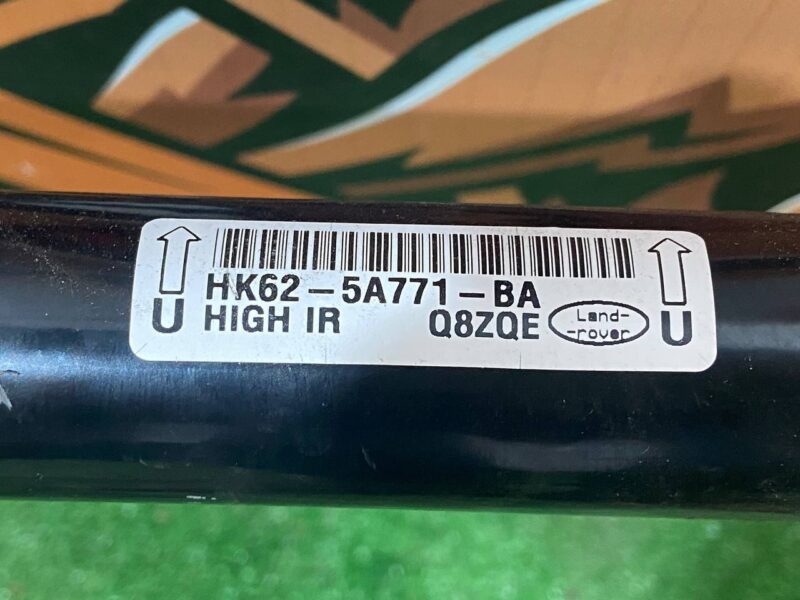 HK62-5A771-BA
U HIGH IR Q8ZQE Land-
-rover U